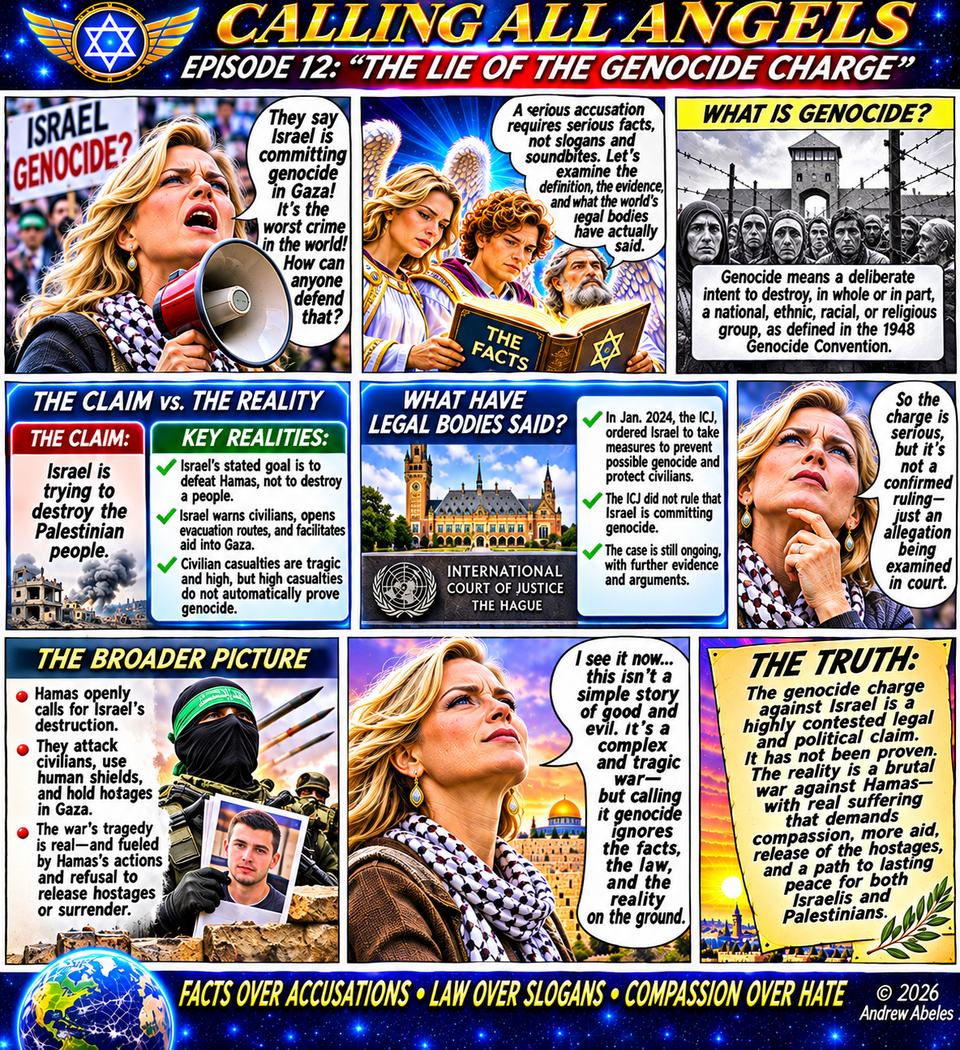 CALLING ALL ANGELS
EPISODE 12: "THE LIE OF THE GENOCIDE CHARGE"
ISRAEL
GENOCIDE?
They say
Israel is
committing
genocide
in Gaza!
It's the
worst crime
in the world!
How can
anyone
defend
that?
A serious accusation
requires serious facts,
not slogans and
soundbites. Let's
examine the
definition, the evidence,
and what the world's
legal bodies
have actually
said.
THE
FACTS
WHAT IS GENOCIDE?
Genocide means a deliberate
intent to destroy, in whole or in part,
a national, ethnic, racial, or religious
group, as defined in the 1948
Genocide Convention.
THE CLAIM vs. THE REALITY
THE CLAIM:
Israel is
trying to
destroy the
Palestinian
people.
KEY REALITIES:
Israel's stated goal is to
defeat Hamas, not to destroy
a people.
Israel warns civilians, opens
evacuation routes, and facilitates
aid into Gaza.
Civilian casualties are tragic
and high, but high casualties
do not automatically prove
genocide.
WHAT HAVE
LEGAL BODIES SAID?
INTERNATIONAL
COURT OF JUSTICE
THE HAGUE
In Jan. 2024, the ICJ,
ordered Israel to take
measures to prevent
possible genocide and
protect civilians.
The ICJ did not rule that
Israel is committing
genocide.
The case is still ongoing,
with further evidence
and arguments.
So the
charge is
serious,
but it's
not a
confirmed
ruling—
just an
allegation
being
examined
in court.
THE BROADER PICTURE
Hamas openly
calls for Israel's
destruction.
They attack
civilians, use
human shields,
and hold hotages
in Gaza.
The war's tragedy
is real—and fueled
by Hamas's actions
and refusal to
release hostages
or surrender.
I see it now...
this isn't a
simple story
of good and
evil. it's a
complex
and tragic
war—
but calling
it genocide
ignores
the facts,
the law,
and the
reality
on the ground.
THE TRUTH:
The genocide charge
against Israel is a
highly contested legal
and political claim.
It has not been proven.
The reality is a brutal
war against Hamas—
with real suffering
that demands
compassion, more aid,
release of the hostages,
and a path to lasting
peace for both
Israelis and
Palestinians.
FACTS OVER ACCUSATIONS • LAW OVER SLOGANS • COMPASSION OVER HATE
© 2026
Andrew Abeles